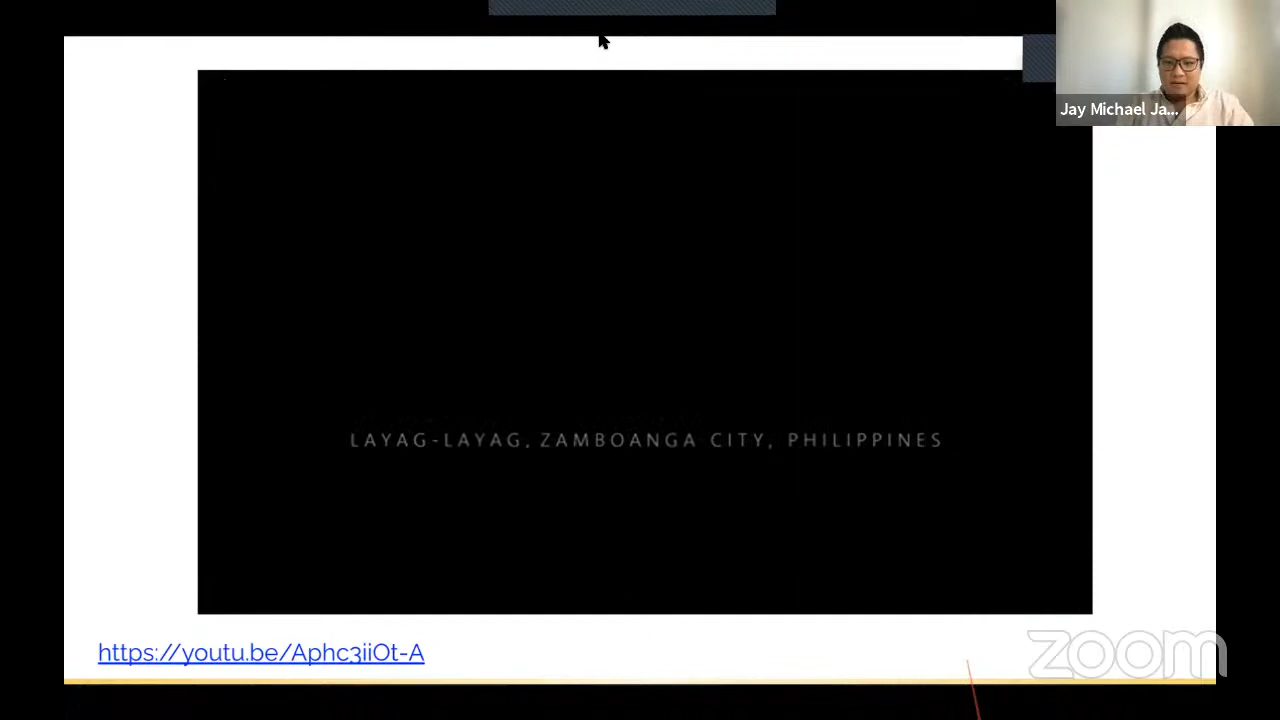 Jay Michael Ja...
LAYAG-LAYAG, ZAMBOANGA CITY, PHILIPPINES
https://youtu.be/Aphc3iiOt-A
zoom